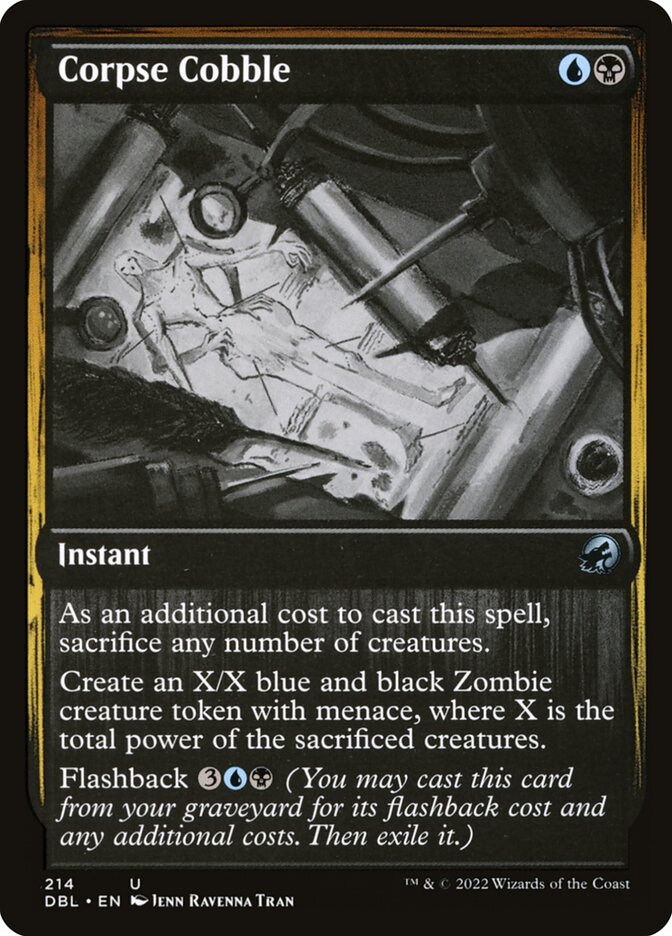 Corpse Cobble
Instant
As an additional cost to cast this spell,
sacrifice any number of creatures.
Create an X/X blue and black Zombie
creature token with menace, where X is the
total power of the sacrificed creatures.
Flashback 3 (You may cast this card
from your graveyard for its flashback cost and
any additional costs. Then exile it.)
214 U
DBL • EN Jenn Ravenna Tran
™ & © 2022 Wizards of the Coast